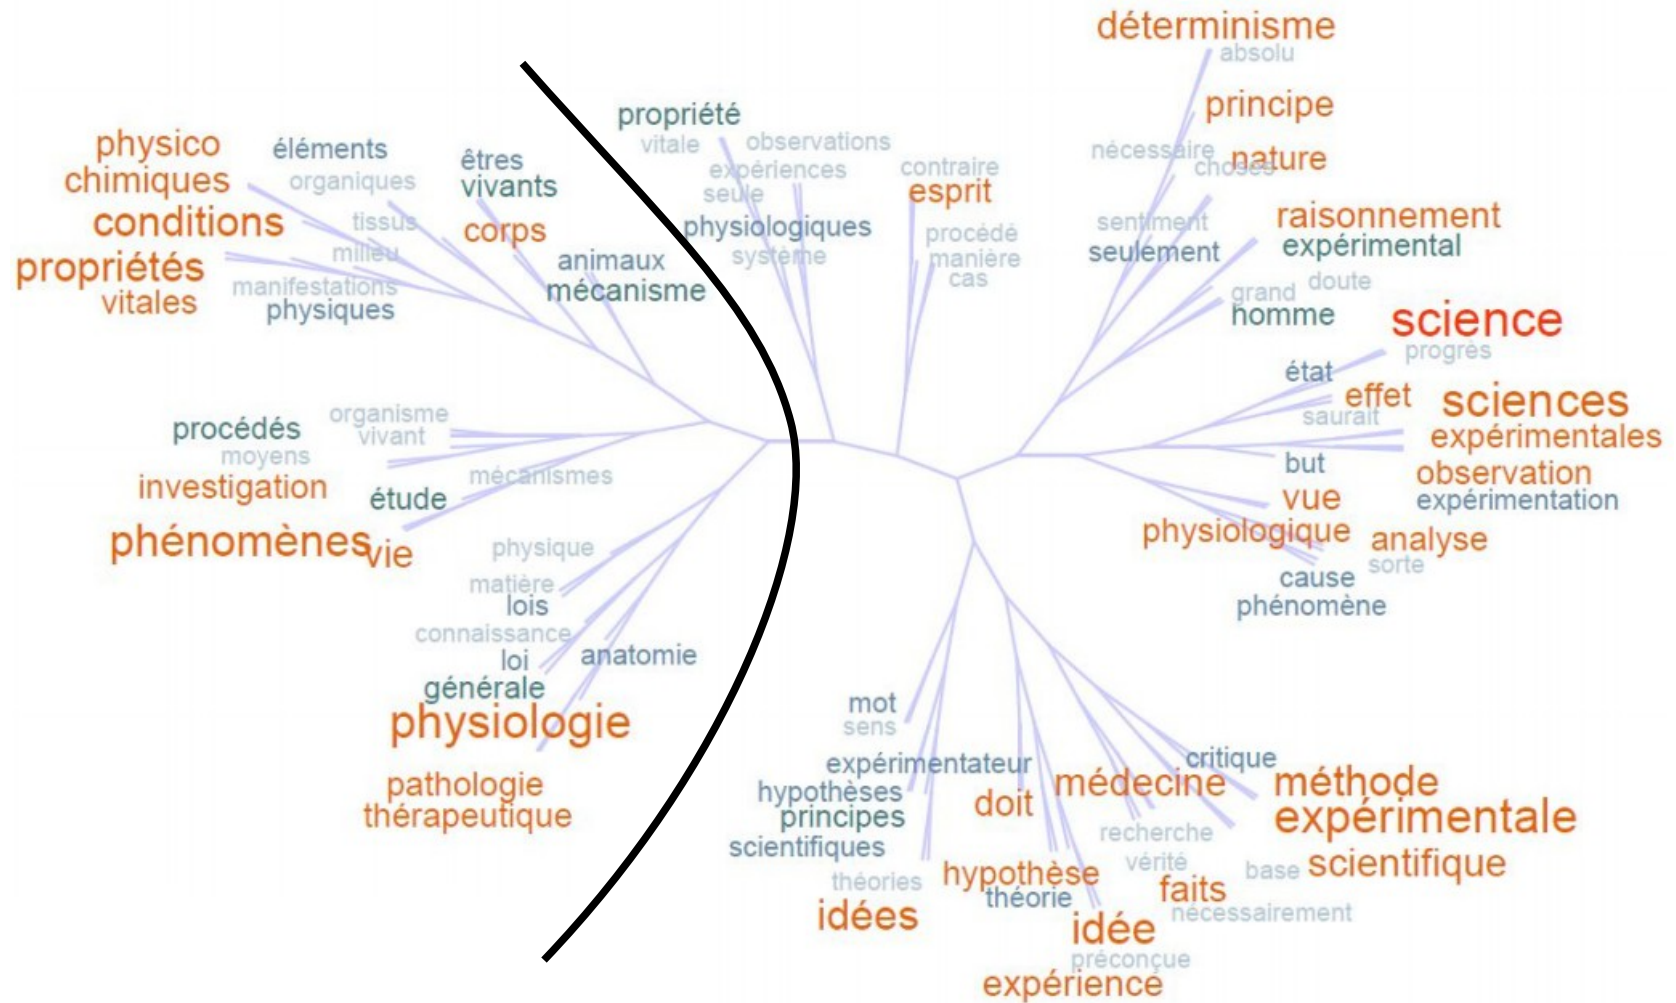 déterminisme
absolu
principe
nécessaire
nature
choses
raisonnement
expérimental
sentiment
seulement
doute
grand
homme
science
progrès
état
effet
saurait
sciences
expérimentales
but
observation
expérimentation
vue
physiologique
analyse
sorte
cause
phénomène
propriété
vitale
observations
expériences
seule
physiologiques
système
contraire
esprit
procédé
manière
cas
physico
chimiques
conditions
propriétés
vitales
éléments
organiques
tissus
milieu
manifestations
physiques
êtres
vivants
corps
animaux
mécanisme
organisme
vivant
procédés
moyens
investigation
mécanismes
étude
phénomènes
vie
physique
matière
lois
connaissance
loi
anatomie
générale
physiologie
pathologie
thérapeutique
mot
sens
expérimentateur
hypothèses
principes
scientifiques
théories
idées
doit
hypothèse
théorie
idée
préconçue
expérience
médecine
critique
recherche
vérité
faits
nécessairement
base
méthode
expérimentale
scientifique